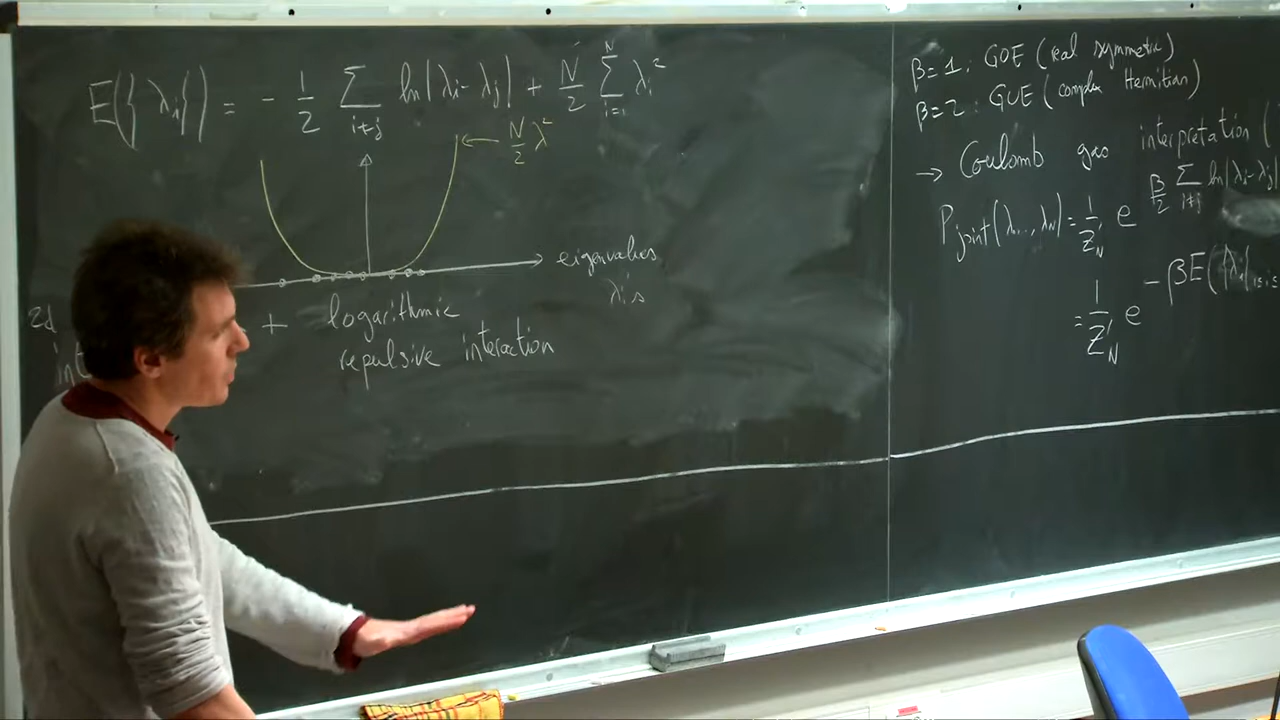 E({λi}) = - 1/2 Σ_{i≠j} ln|λi-λj| + N/2 Σ_{i=1}^{N} λi²
N/2 λ²
eigenvalues
λi's
2d
+ logarithmic
repulsive interaction
int
β=1: GOE (real symmetric)
β=2: GUE (complex Hermitian)
→ Coulomb gas interpretation (
Pjoint(λ1...,λN) = 1/Z'N e β/2 Σ_{i≠j} ln|λi-λj|
= 1/Z'N e -βE({λi}